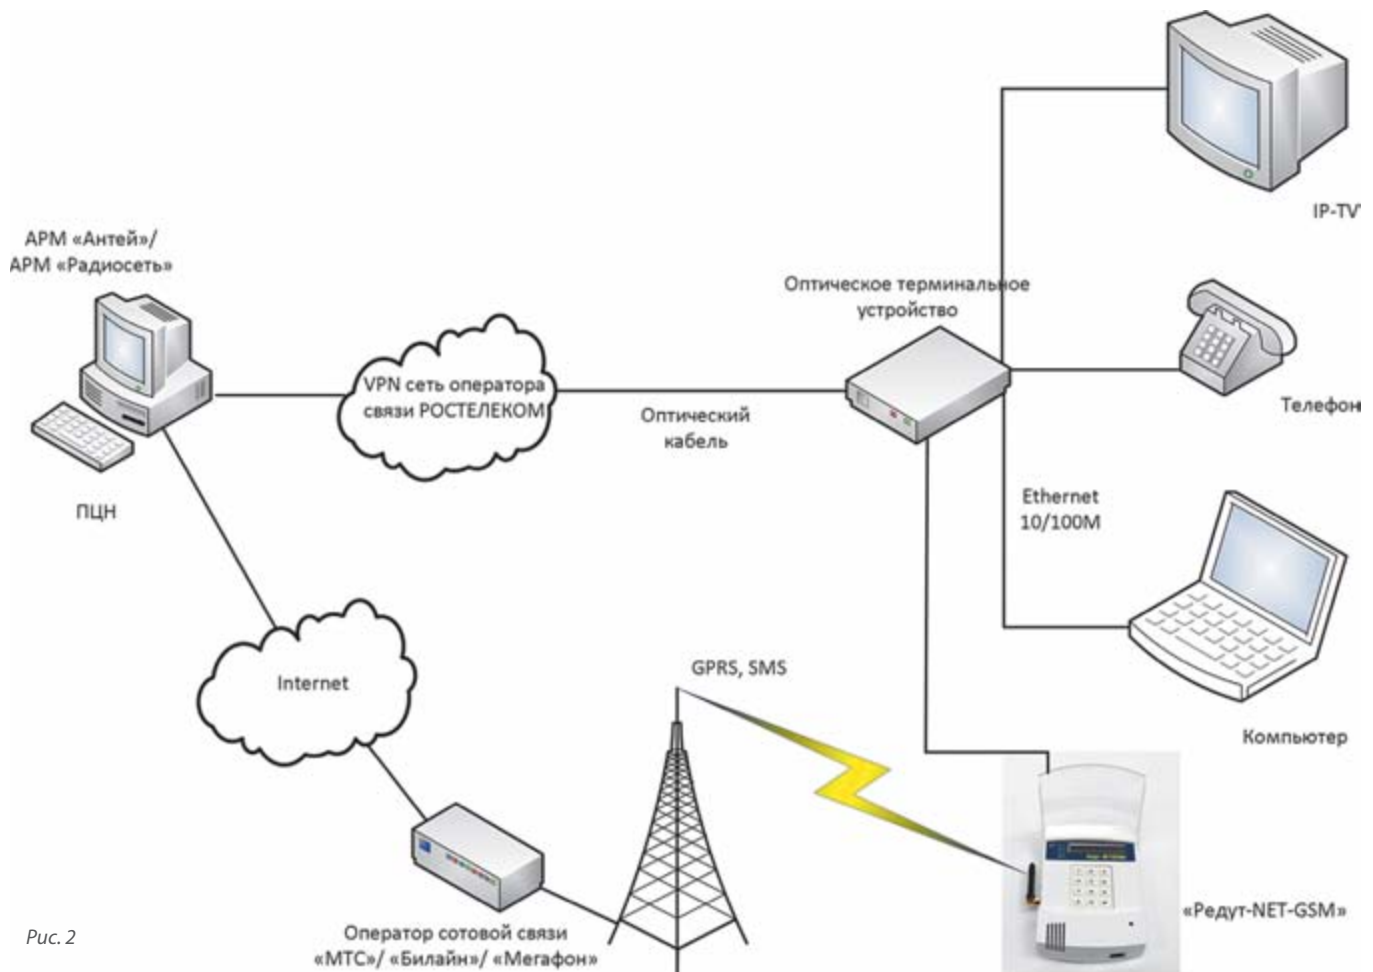 IP-TV
АРМ «Антей»/
АРМ «Радиосеть»
Оптическое терминальное
устройство
VPN сеть оператора
связи РОСТЕЛЕКОМ
Оптический
кабель
Телефон
ПЦН
Ethernet
10/100М
GPRS, SMS
Internet
Компьютер
«Редут-NET-GSM»
Оператор сотовой связи
«МТС»/ «Билайн»/ «Мегафон»
Рис. 2